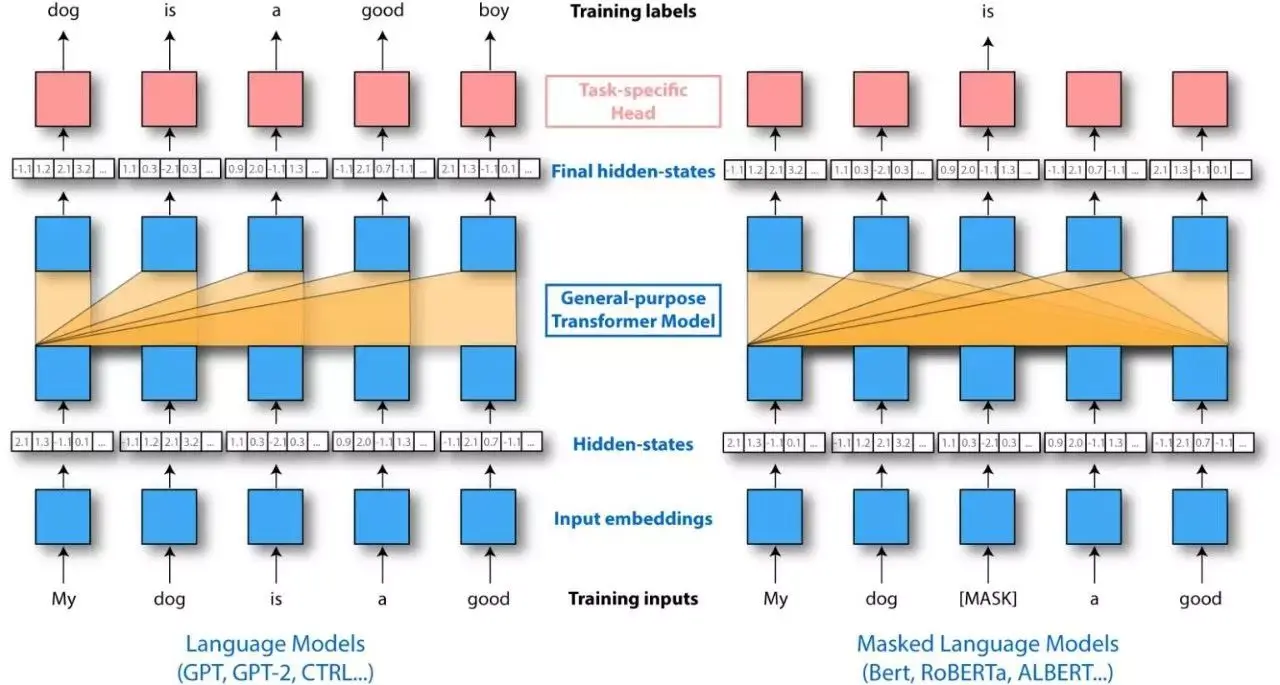 dog is a good boy Training labels is
Task-specific
Head
-1.1 1.2 2.1 3.2 ... 1.1 0.3 -2.1 0.3 ... 0.9 2.0 -1.1 1.3 ... -1.1 2.1 0.7 -1.1 ... 2.1 1.3 -1.1 0.1 ... Final hidden-states -1.1 1.2 2.1 3.2 ... 1.1 0.3 -2.1 0.3 ... 0.9 2.0 -1.1 1.3 ... -1.1 2.1 0.7 -1.1 ... 2.1 1.3 -1.1 0.1 ...
General-purpose
Transformer Model
2.1 1.3 -1.1 0.1 ... -1.1 1.2 2.1 3.2 ... 1.1 0.3 -2.1 0.3 ... 0.9 2.0 -1.1 1.3 ... -1.1 2.1 0.7 -1.1 ... Hidden-states 2.1 1.3 -1.1 0.1 ... -1.1 1.2 2.1 3.2 ... 1.1 0.3 -2.1 0.3 ... 0.9 2.0 -1.1 1.3 ... -1.1 2.1 0.7 -1.1 ...
Input embeddings
My dog is a good Training inputs My dog [MASK] a good
Language Models
(GPT, GPT-2, CTRL...)
Masked Language Models
(Bert, RoBERTa, ALBERT...)